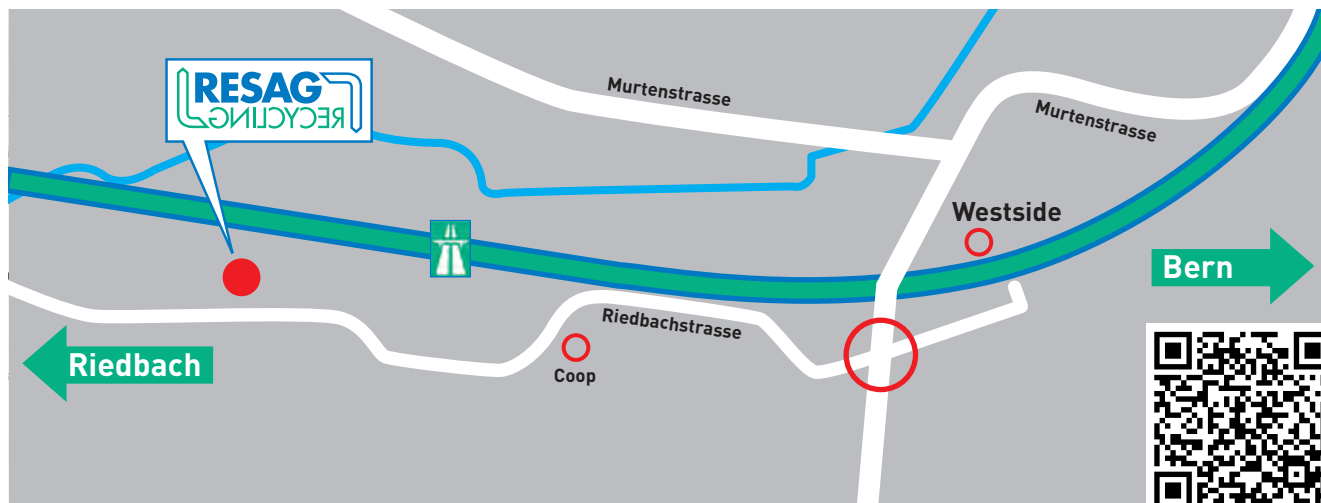 RESAG
RECYCLING
Murtenstrasse
Murtenstrasse
Westside
Bern
Riedbachstrasse
Riedbach
Coop